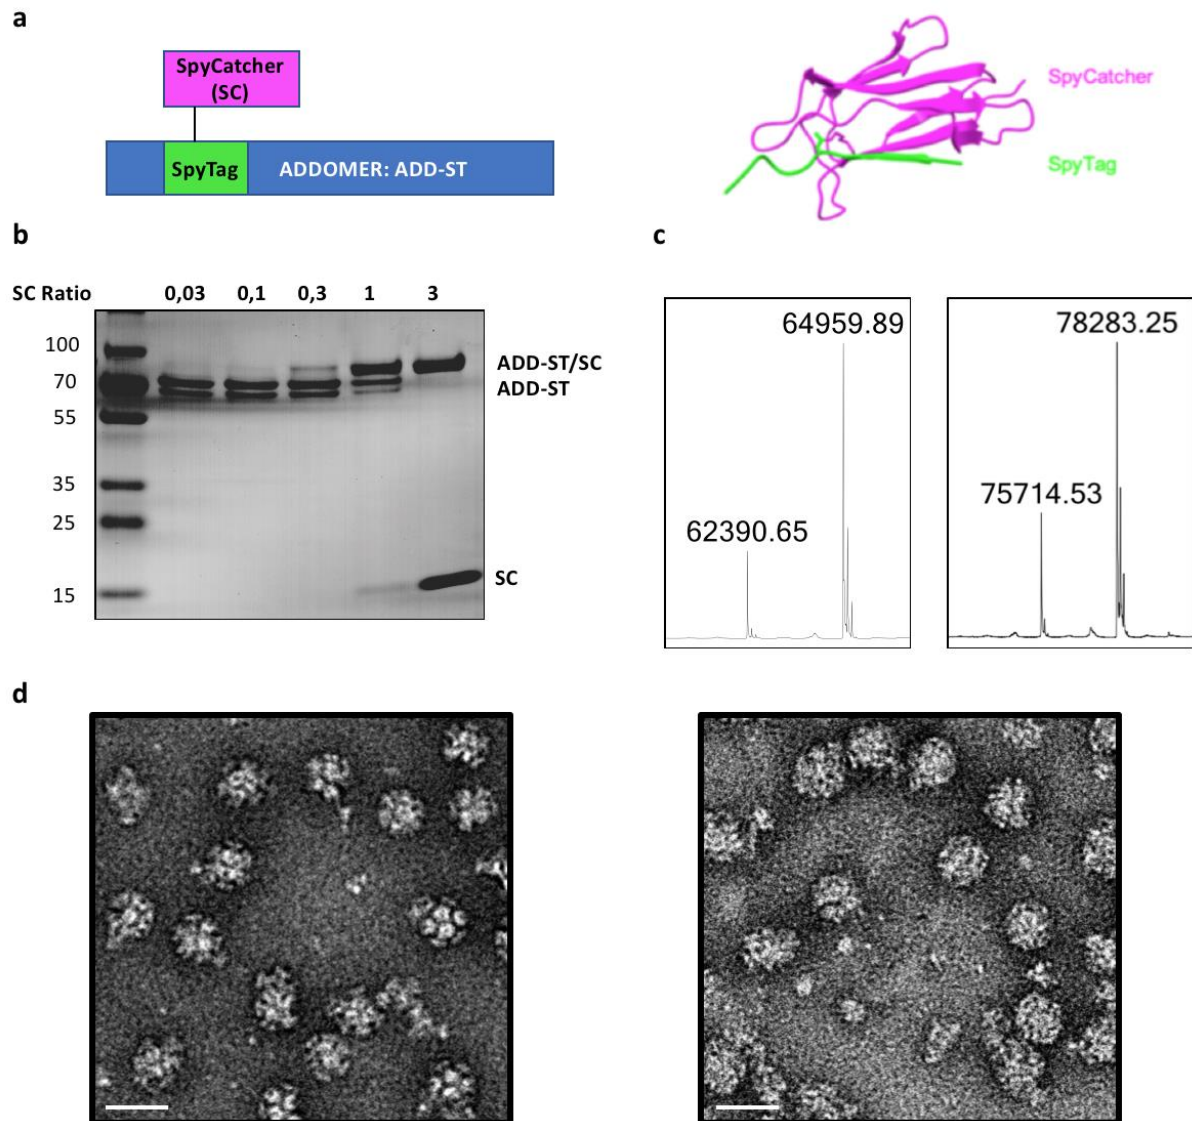 a
SpyCatcher
(SC)
SpyTag
ADDOMER: ADD-ST
SpyCatcher
SpyTag
b
SC Ratio 0,03 0,1 0,3 1 3
100
70
55
35
25
15
ADD-ST/SC
ADD-ST
SC
c
64959.89
62390.65
78283.25
75714.53
d